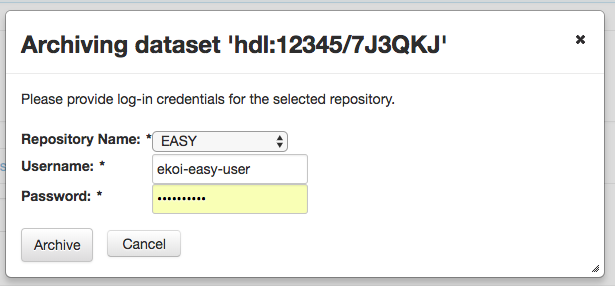 Archiving dataset 'hdl:12345/7J3QKJ'
Please provide log-in credentials for the selected repository.
Repository Name: * EASY
Username: * ekoi-easy-user
Password: * ••••••••••
Archive Cancel